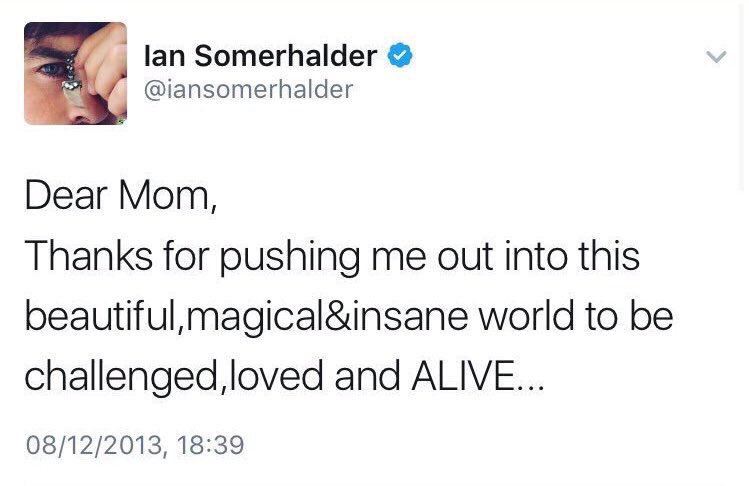 Ian Somerhalder
@iansomerhalder
Dear Mom,
Thanks for pushing me out into this
beautiful,magical&insane world to be
challenged,loved and ALIVE...
08/12/2013, 18:39